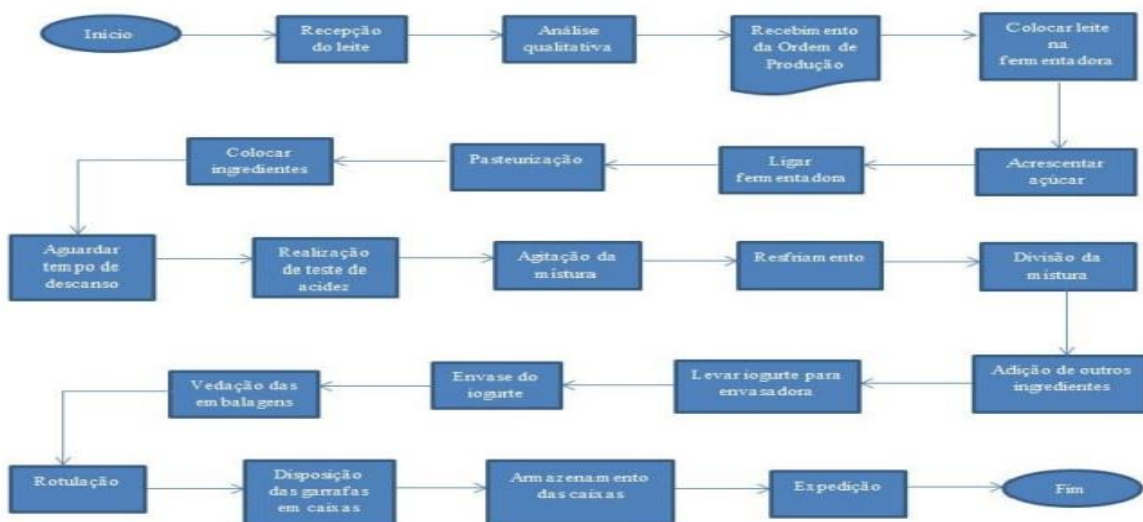 Início
Recepção
do leite
Análise
qualitativa
Recebimento
da Ordem de
Produção
Colocar leite
na
fermentadora
Acrescentar
açúcar
Ligar
fermentadora
Pasteurização
Colocar
ingredientes
Aguardar
tempo de
descanso
Realização
de teste de
acidez
Agitação da
mistura
Resfriamento
Divisão da
mistura
Adição de outros
ingredientes
Levar iogurte para
envasadora
Envase do
iogurte
Vedação das
embalagens
Rotulação
Disposição
das garrafas
em caixas
Armazenamento
das caixas
Expedição
Fim